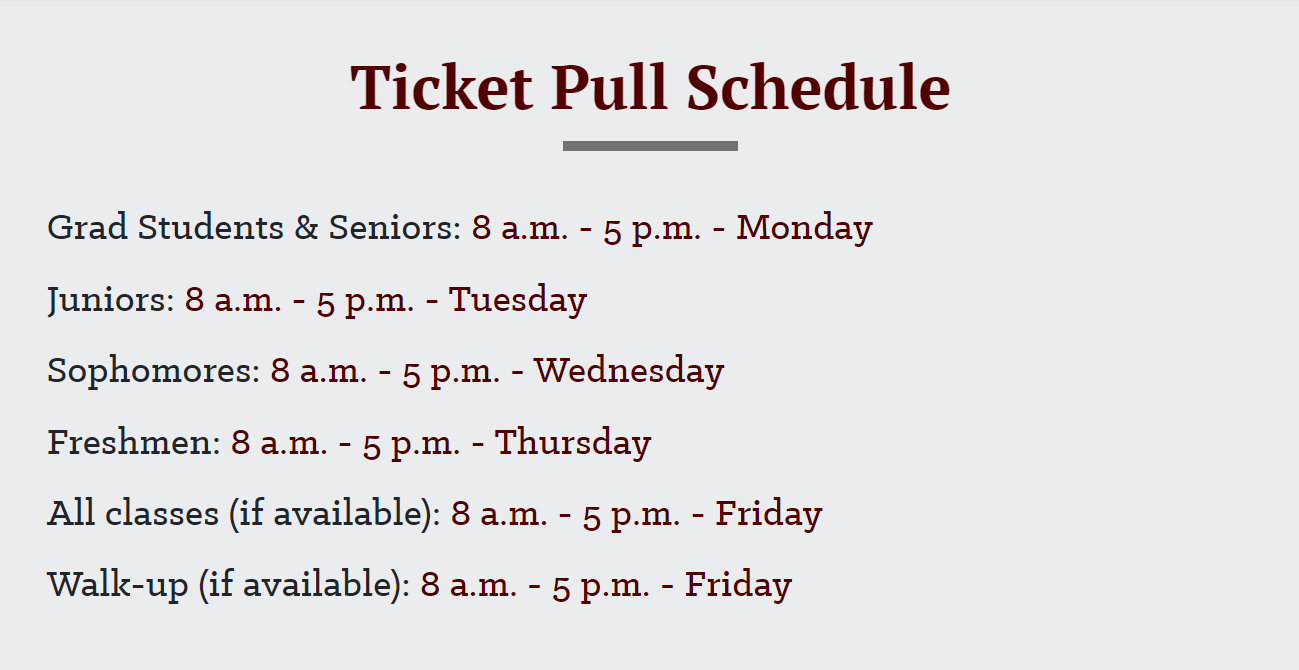 Ticket Pull Schedule
Grad Students & Seniors: 8 a.m. - 5 p.m. - Monday
Juniors: 8 a.m. - 5 p.m. - Tuesday
Sophomores: 8 a.m. - 5 p.m. - Wednesday
Freshmen: 8 a.m. - 5 p.m. - Thursday
All classes (if available): 8 a.m. - 5 p.m. - Friday
Walk-up (if available): 8 a.m. - 5 p.m. - Friday